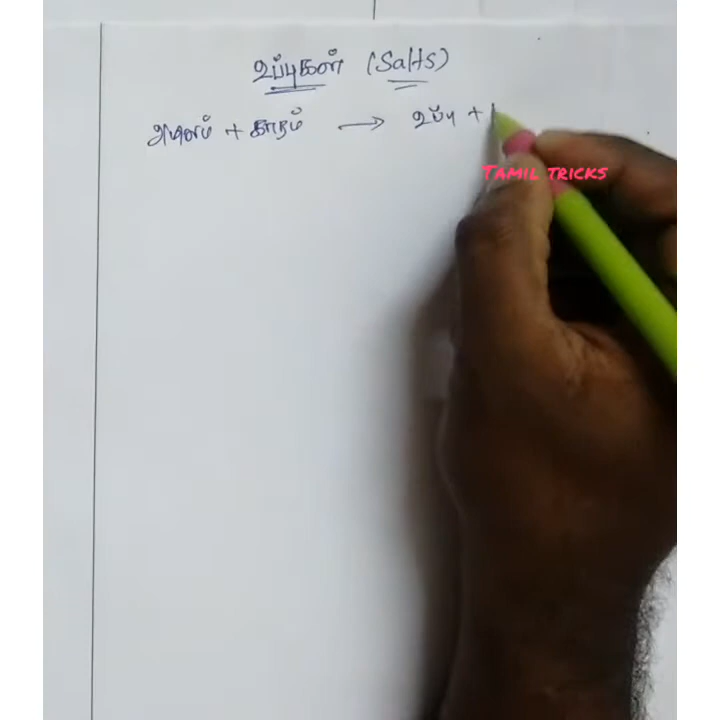 உப்புகள் (Salts)
அமிலம் + காரம் → உப்பு +
TAMIL TRICKS